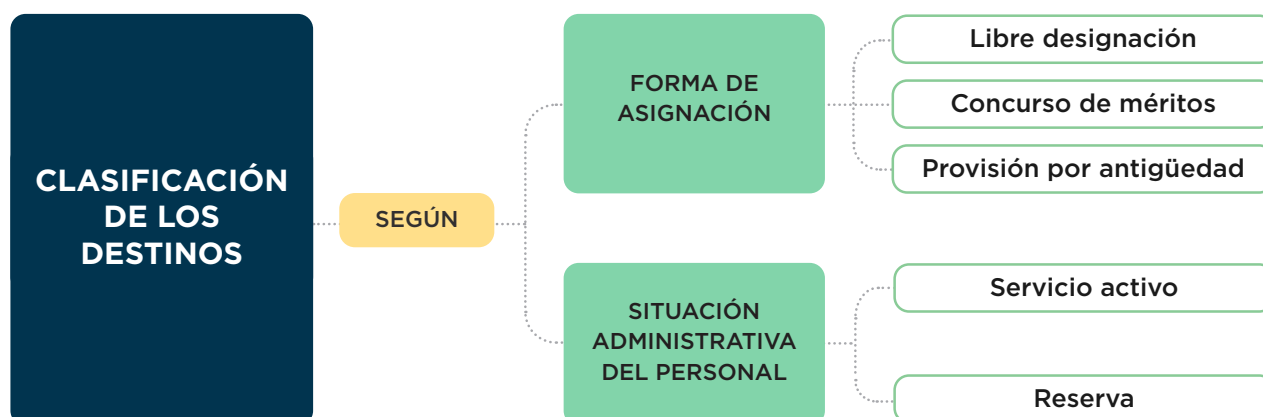 CLASIFICACIÓN
DE LOS
DESTINOS
SEGÚN
FORMA DE
ASIGNACIÓN
Libre designación
Concurso de méritos
Provisión por antigüedad
SITUACIÓN
ADMINISTRATIVA
DEL PERSONAL
Servicio activo
Reserva